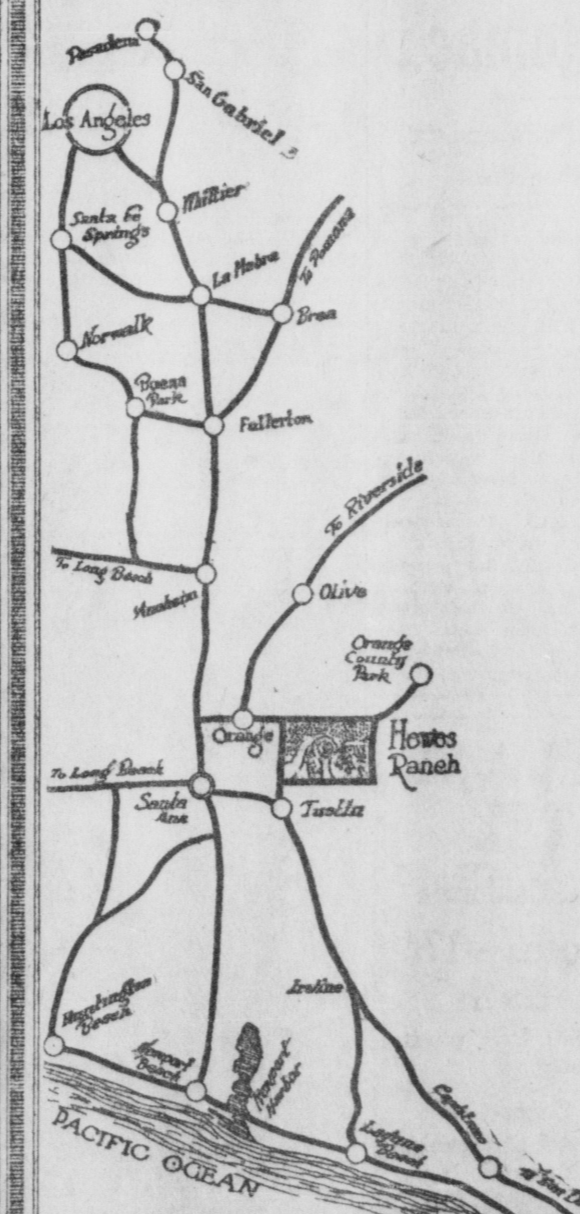 Pasadena
San Gabriel
Los Angeles
Whittier
Santa Fe
Springs
La Habra
To Pomona
Brea
Norwalk
Buena
Park
Fullerton
To Riverside
To Long Beach
Anaheim
Olive
Orange
County
Park
Orange
Hewes
Ranch
To Long Beach
Santa
Ana
Tustin
Irvine
Huntington
Beach
Newport
Beach
Newport
Harbor
Laguna
Beach
Capistrano
PACIFIC OCEAN